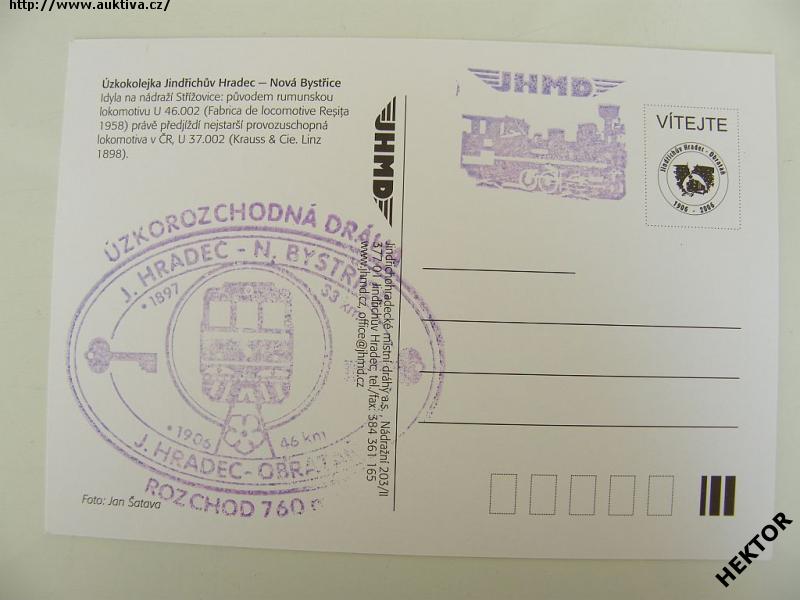 http://www.auktiva.cz/
Úzkokolejka Jindřichův Hradec – Nová Bystřice
Idyla na nádraží Střížovice: původem rumunskou
lokomotivu U 46.002 (Fabrica de locomotive Reșița
1958) právě předjíždí nejstarší provozuschopná
lokomotiva v ČR, U 37.002 (Krauss & Cie. Linz
1898).
JHMD
JHMD
VÍTEJTE
Jindřichův Hradec - Obrataň
1906 - 2006
ÚZKOROZCHODNÁ
J. HRADEC - N. BYSTŘ
• 1897
33 km
• 1906
46 km
J. HRADEC - OBRATAŇ
ROZCHOD 760
Jindřichohradecké místní dráhy a.s., Nádražní 203/II
377 01 Jindřichův Hradec, tel./fax: 384 361 165
www.jhmd.cz, office@jhmd.cz
Foto: Jan Šatava
HEKTOR